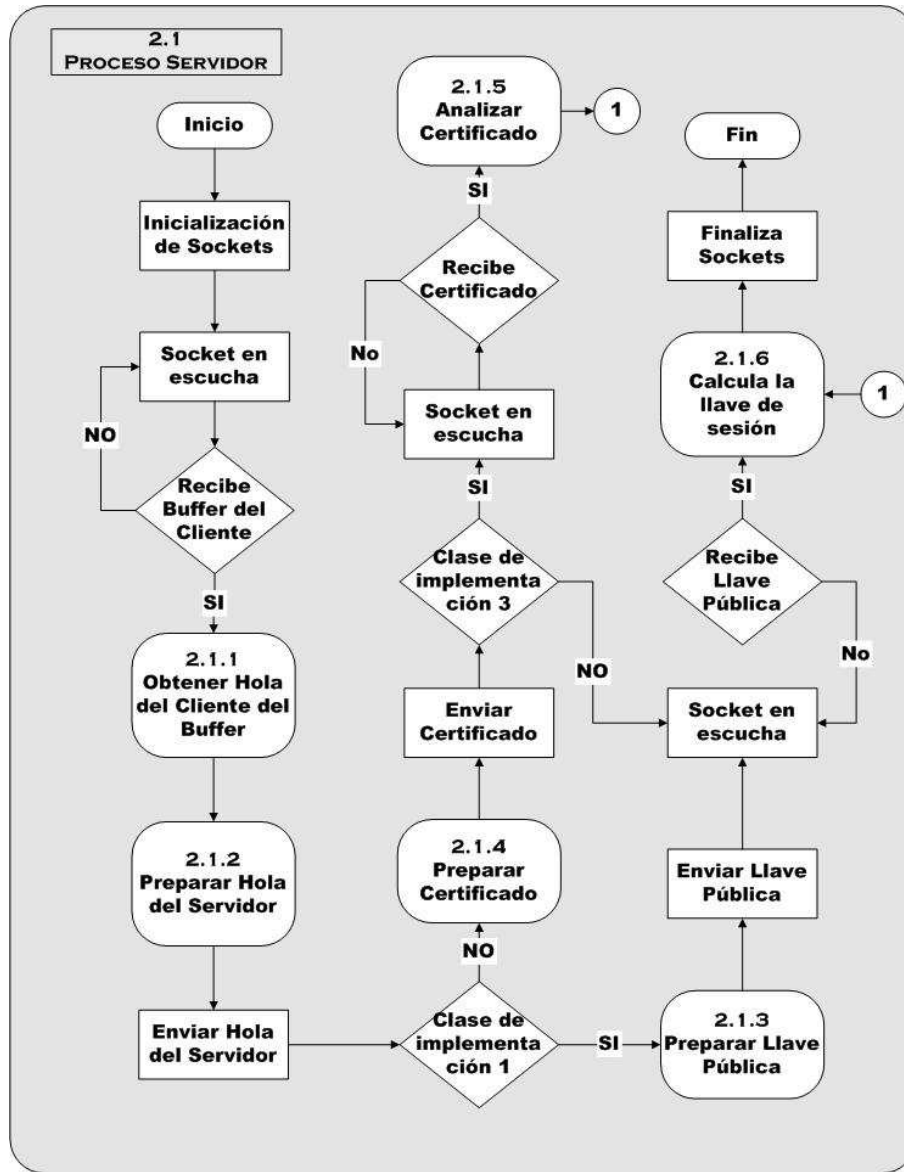 2.1
PROCESO SERVIDOR
Inicio
Inicialización
de Sockets
Socket en
escucha
NO
Recibe
Buffer del
Cliente
SI
2.1.1
Obtener Hola
del Cliente del
Buffer
2.1.2
Preparar Hola
del Servidor
Enviar Hola
del Servidor
2.1.5
Analizar
Certificado
1
SI
Recibe
Certificado
No
Socket en
escucha
SI
Clase de
implementa
ción 3
NO
Enviar
Certificado
2.1.4
Preparar
Certificado
NO
Clase de
implementa
ción 1
SI
Fin
Finaliza
Sockets
2.1.6
Calcula la
llave de
sesión
1
SI
Recibe
Llave
Pública
No
Socket en
escucha
Enviar Llave
Pública
2.1.3
Preparar Llave
Pública